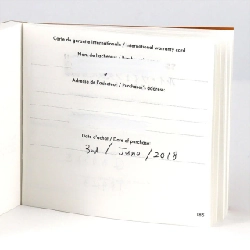 Carte de garantie internationale / International warranty card
Nom de l'acheteur /
Adresse de l'acheteur / Purchaser's address:
Date d'achat / Date of purchase:
3rd / June / 2018